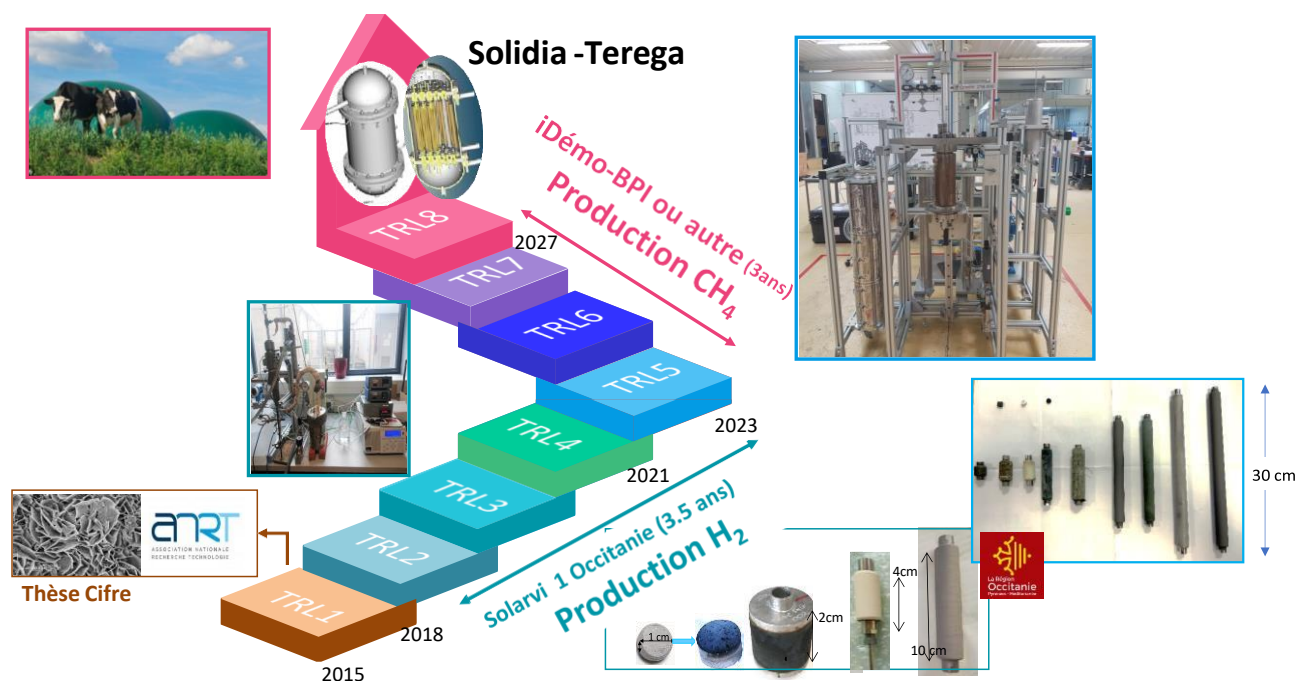 Solidia -Terega
iDémo-BPI ou autre (3ans)
Production CH4
TRL8
2027
TRL7
TRL6
TRL5
2023
TRL4
2021
TRL3
TRL2
2018
TRL1
2015
Solarvi 1 Occitanie (3.5 ans)
Production H2
ANRT
ASSOCIATION NATIONALE
RECHERCHE TECHNOLOGIE
Thèse Cifre
30 cm
La Région
Occitanie
Pyrénées - Méditerranée
1 cm
2cm
4cm
10 cm